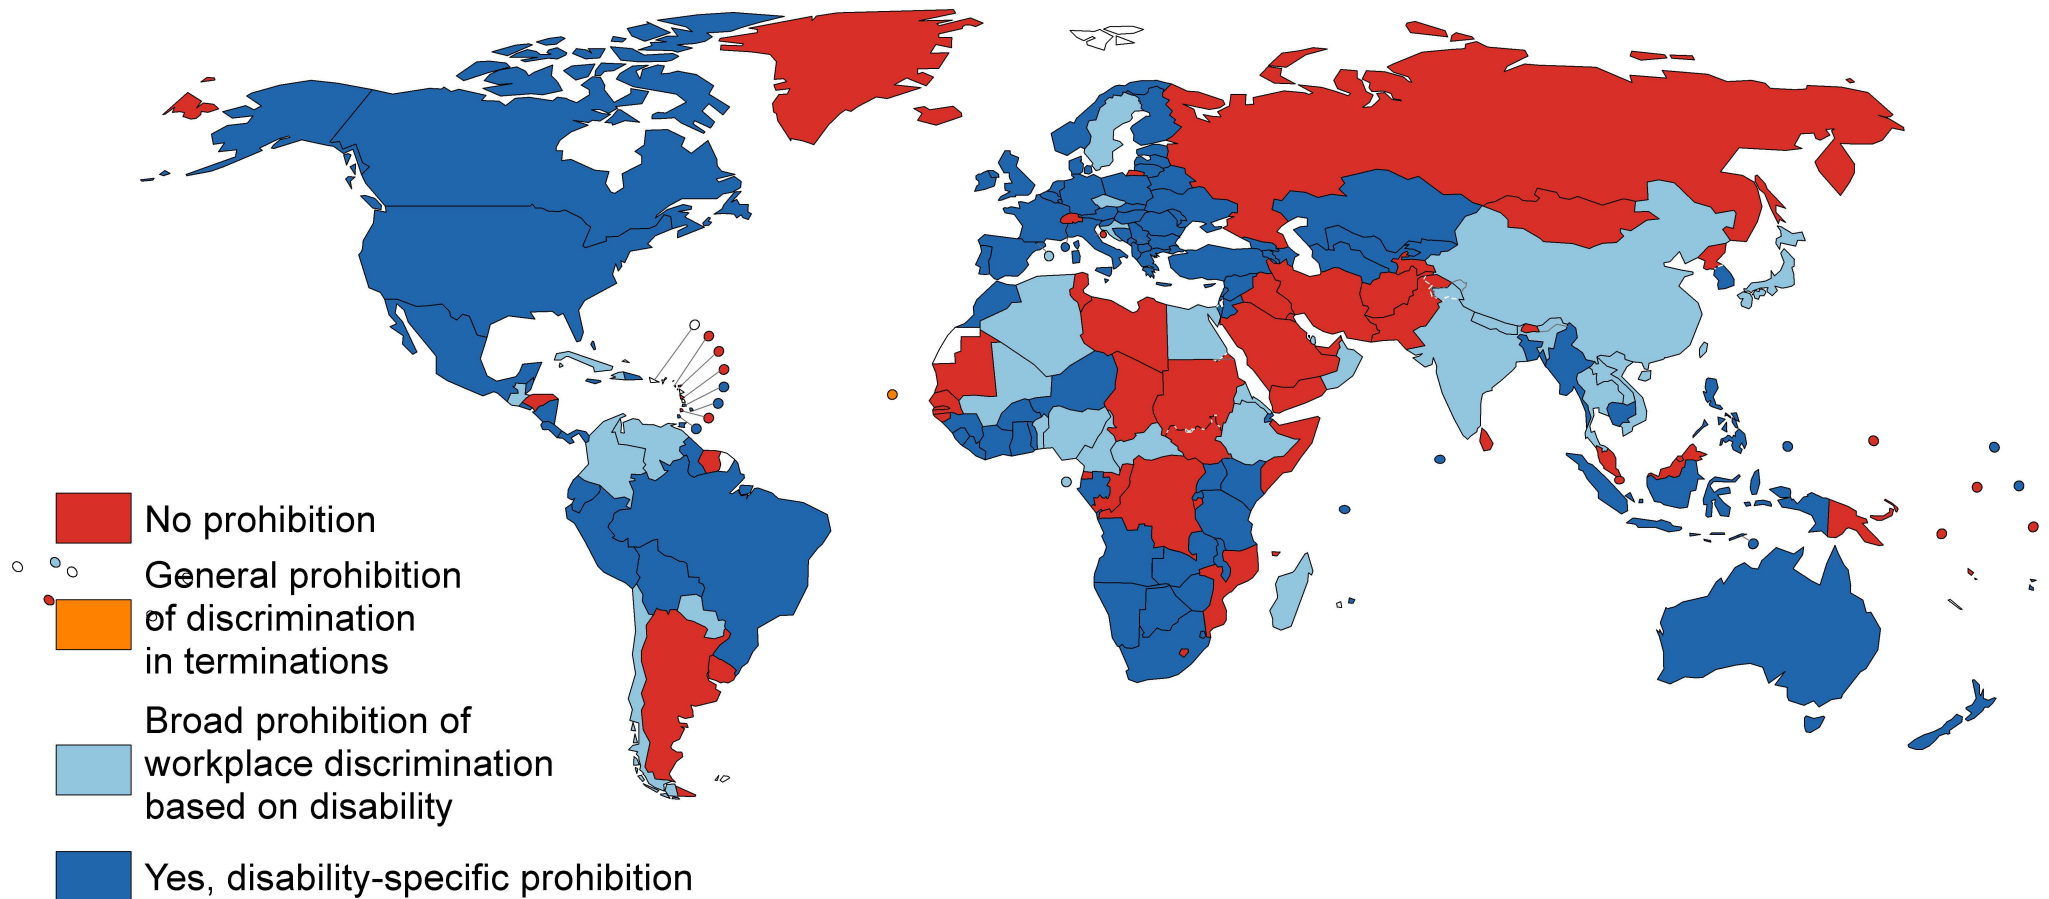 No prohibition
General prohibition
of discrimination
in terminations
Broad prohibition of
workplace discrimination
based on disability
Yes, disability-specific prohibition